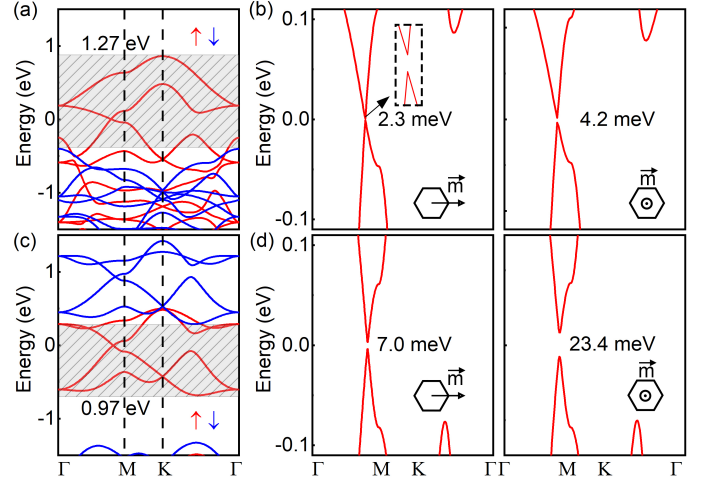 (a)
1.27 eV
↑ ↓
Energy (eV)
1
0
-1
(b)
Energy (eV)
0.1
0.0
-0.1
2.3 meV
m
4.2 meV
m
(c)
Energy (eV)
1
0
-1
0.97 eV
↑ ↓
Γ M K Γ
(d)
Energy (eV)
0.1
0.0
-0.1
7.0 meV
m
Γ M K Γ
23.4 meV
m
Γ M K Γ